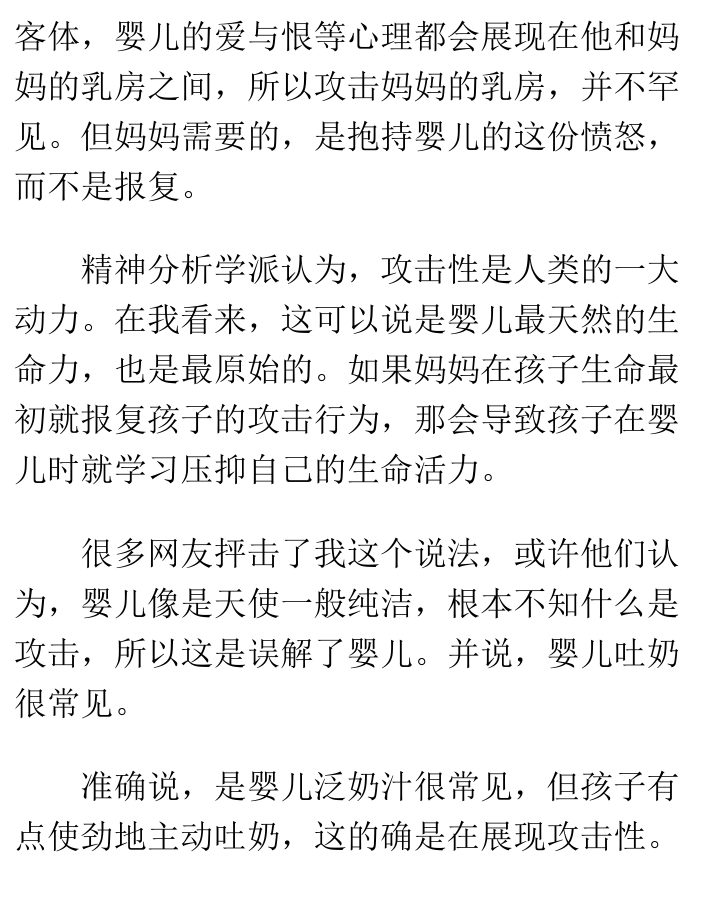 客体，婴儿的爱与恨等心理都会展现在他和妈
妈的乳房之间，所以攻击妈妈的乳房，并不罕
见。但妈妈需要的，是抱持婴儿的这份愤怒，
而不是报复。
精神分析学派认为，攻击性是人类的一大
动力。在我看来，这可以说是婴儿最天然的生
命力，也是最原始的。如果妈妈在孩子生命最
初就报复孩子的攻击行为，那会导致孩子在婴
儿时就学习压抑自己的生命活力。
很多网友抨击了我这个说法，或许他们认
为，婴儿像是天使一般纯洁，根本不知什么是
攻击，所以这是误解了婴儿。并说，婴儿吐奶
很常见。
准确说，是婴儿泛奶汁很常见，但孩子有
点使劲地主动吐奶，这的确是在展现攻击性。